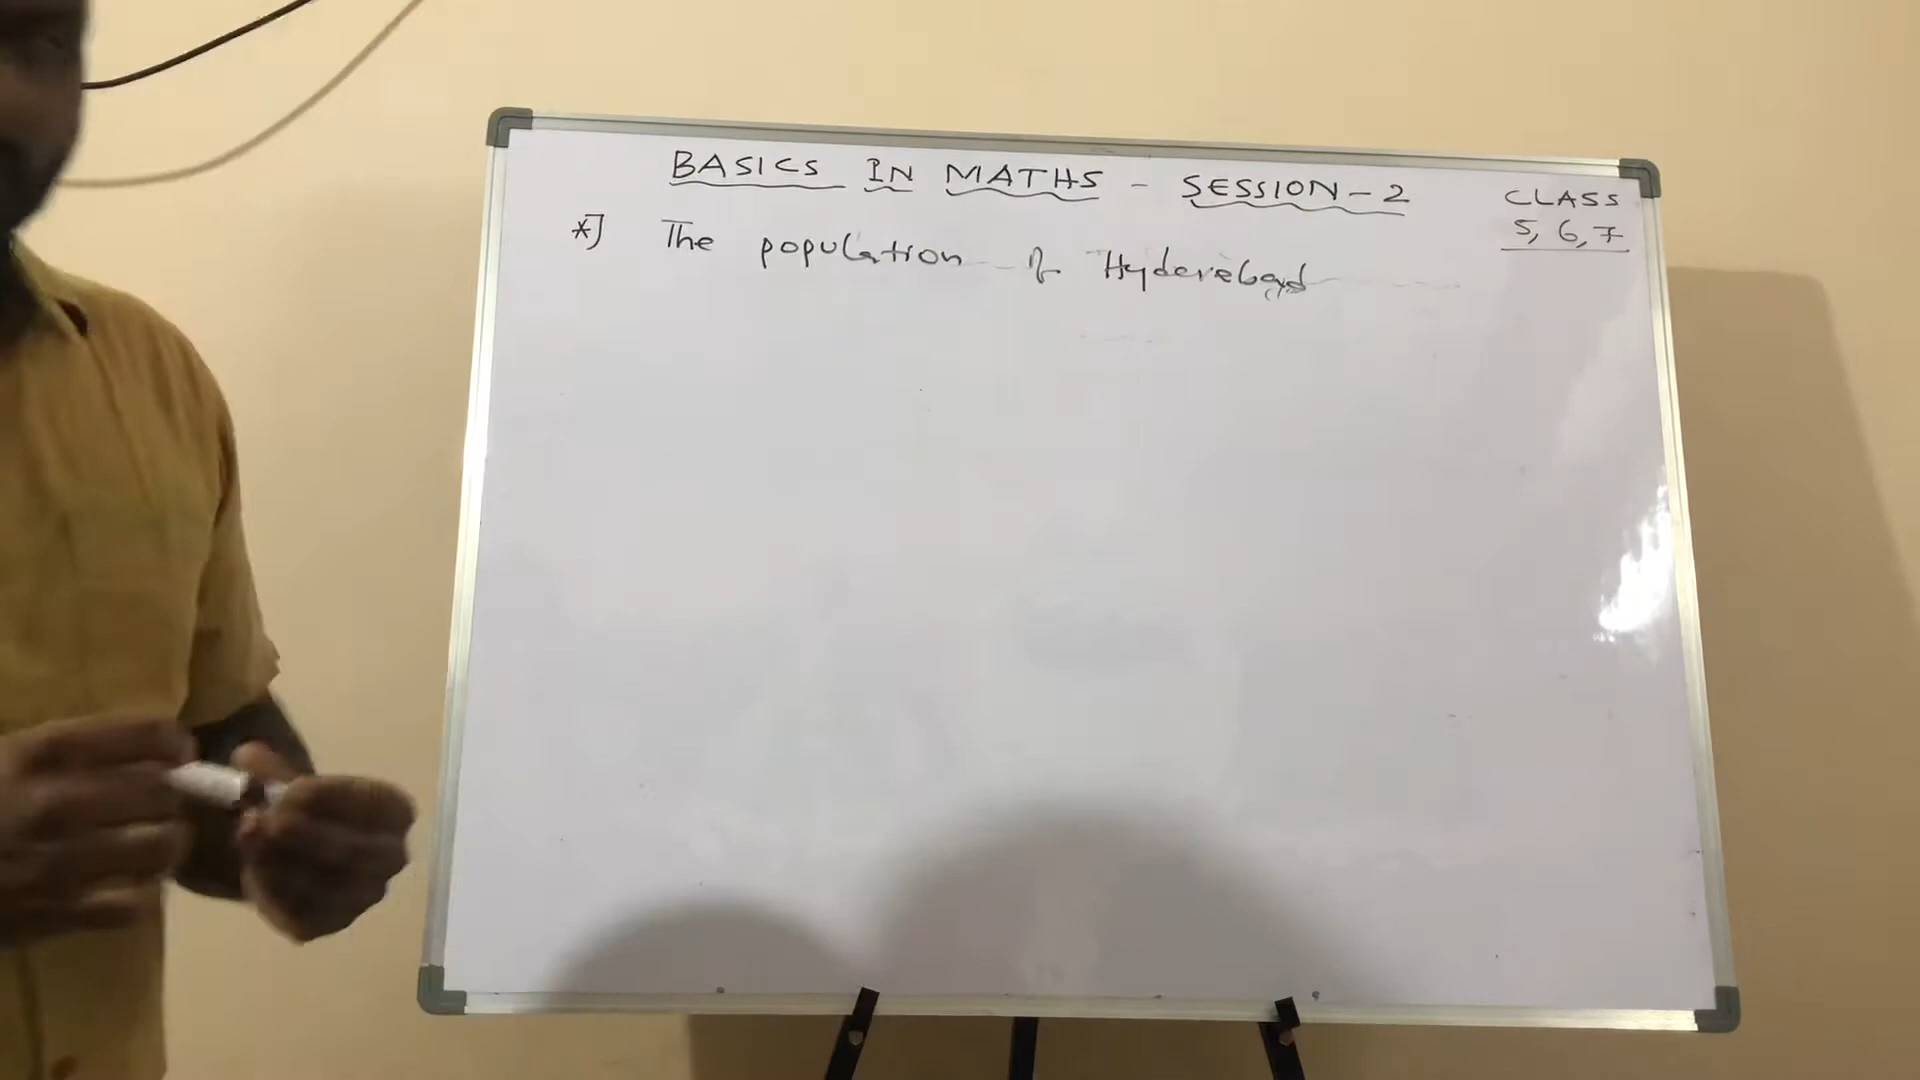 BASICS IN MATHS - SESSION-2
CLASS
5, 6, 7
*] The population of Hyderabad